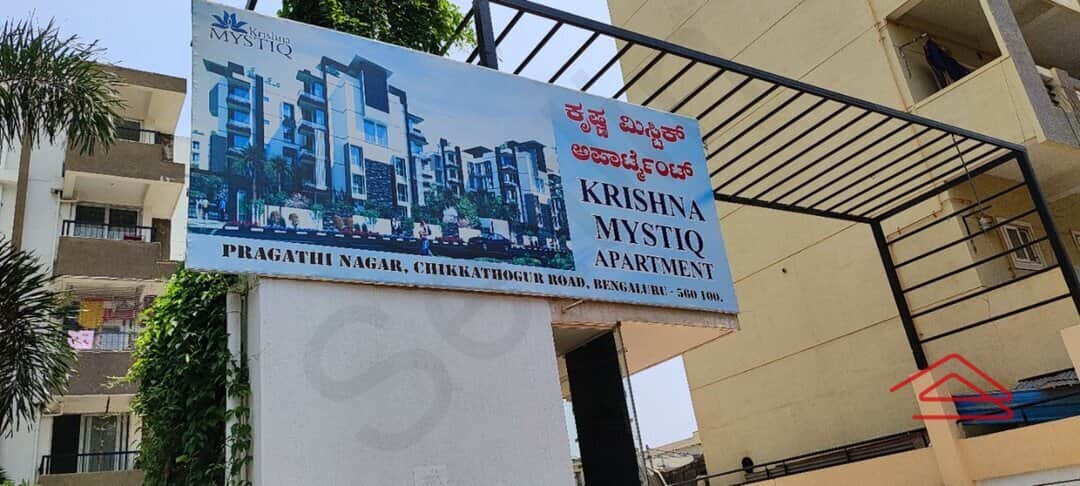 Krishna
MYSTIQ
ಕೃಷ್ಣ ಮಿಸ್ಟಿಕ್
ಅಪಾರ್ಟ್ಮೆಂಟ್
KRISHNA
MYSTIQ
APARTMENT
PRAGATHI NAGAR, CHIKKATHOGUR ROAD, BENGALURU - 560 100.